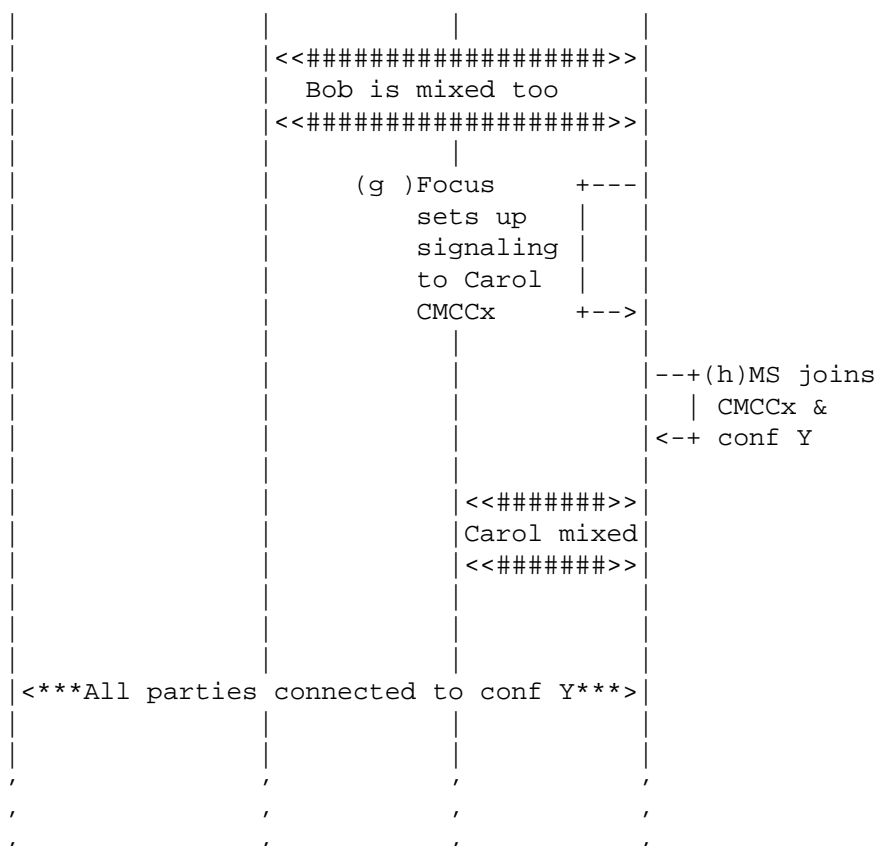 |                |            |           |
|                |<<###################>>|
|                |  Bob is mixed too     |
|                |<<###################>>|
|                |            |           |
|                |     (g )Focus     +---|
|                |         sets up   |   |
|                |         signaling |   |
|                |         to Carol  |   |
|                |         CMCCx     +-->|
|                |            |          |
|                |            |          |--+(h)MS joins
|                |            |          |  | CMCCx &
|                |            |          |<-+ conf Y
|                |            |          |
|                |            |<<#######>>|
|                |            |Carol mixed|
|                |            |<<#######>>|
|                |            |           |
|                |            |           |
|                |            |           |
|<***All parties connected to conf Y***>|
|                |            |           |
|                |            |           |
'                '            '           '
'                '            '           '
'                '            '           '